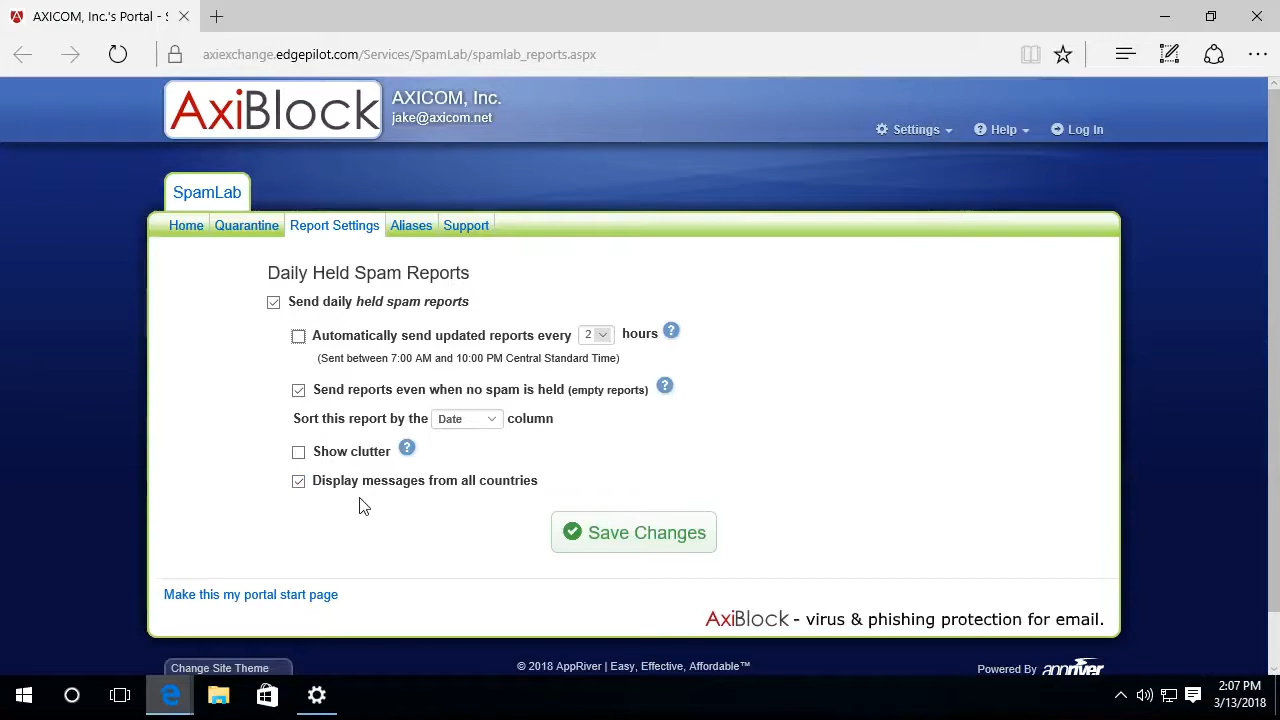 AXICOM, Inc.'s Portal - S
axiexchange.edgepilot.com/Services/SpamLab/spamlab_reports.aspx
AxiBlock
AXICOM, Inc.
jake@axicom.net
Settings
Help
Log In
SpamLab
Home
Quarantine
Report Settings
Aliases
Support
Daily Held Spam Reports
Send daily held spam reports
Automatically send updated reports every 2 hours ?
(Sent between 7:00 AM and 10:00 PM Central Standard Time)
Send reports even when no spam is held (empty reports) ?
Sort this report by the Date column
Show clutter ?
Display messages from all countries
Save Changes
Make this my portal start page
AxiBlock - virus & phishing protection for email.
Change Site Theme
© 2018 AppRiver | Easy, Effective, Affordable™
Powered By appriver
2:07 PM
3/13/2018